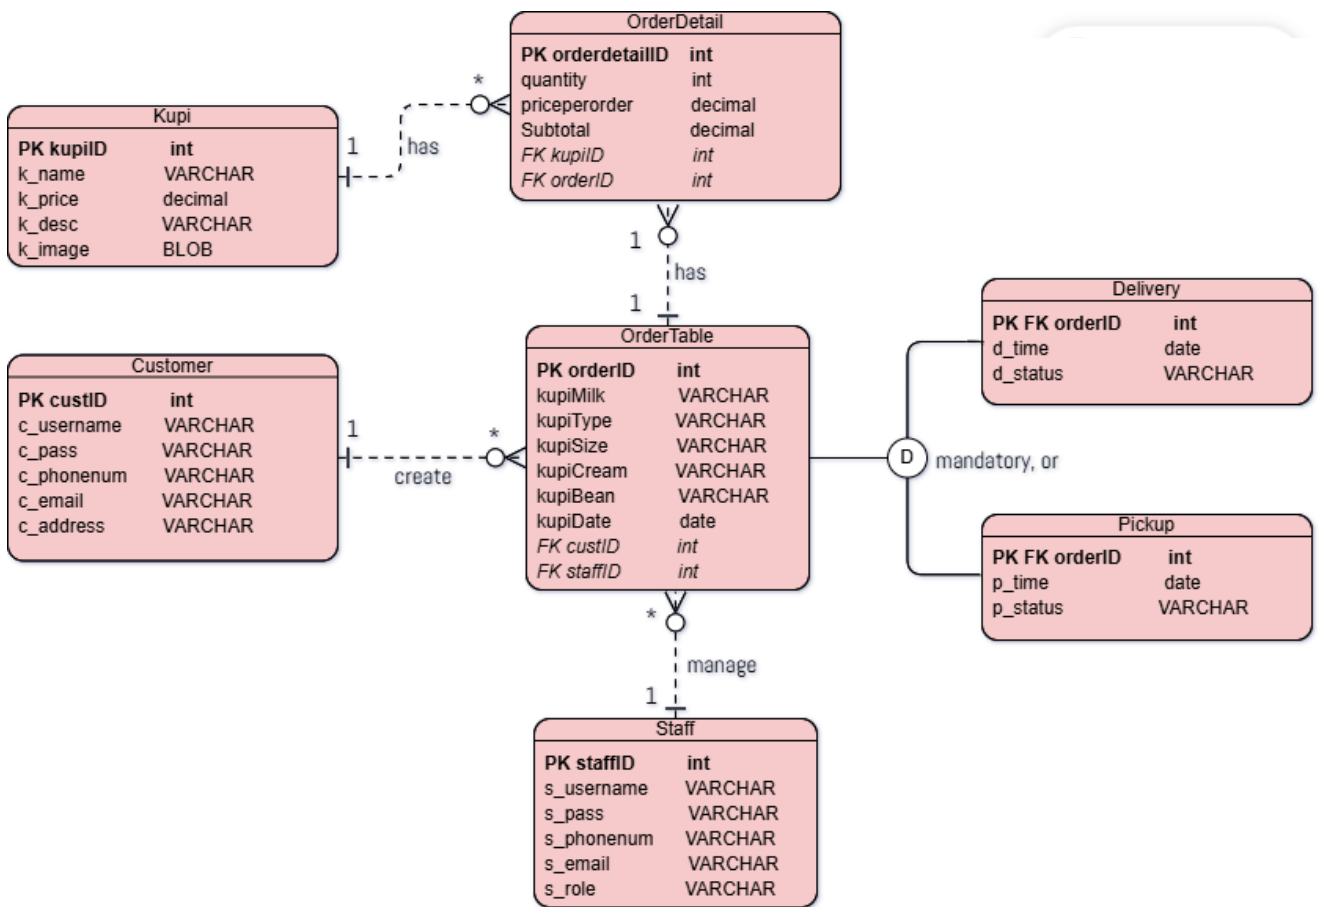 OrderDetail
PK orderdetailID int
quantity int
priceperorder decimal
Subtotal decimal
FK kupiID int
FK orderID int
*
Kupi
PK kupiID int
k_name VARCHAR
k_price decimal
k_desc VARCHAR
k_image BLOB
1
has
1
has
1
Delivery
PK FK orderID int
d_time date
d_status VARCHAR
OrderTable
PK orderID int
kupiMilk VARCHAR
kupiType VARCHAR
kupiSize VARCHAR
kupiCream VARCHAR
kupiBean VARCHAR
kupiDate date
FK custID int
FK staffID int
Customer
PK custID int
c_username VARCHAR
c_pass VARCHAR
c_phonenum VARCHAR
c_email VARCHAR
c_address VARCHAR
1
*
create
D
mandatory, or
Pickup
PK FK orderID int
p_time date
p_status VARCHAR
*
manage
1
Staff
PK staffID int
s_username VARCHAR
s_pass VARCHAR
s_phonenum VARCHAR
s_email VARCHAR
s_role VARCHAR